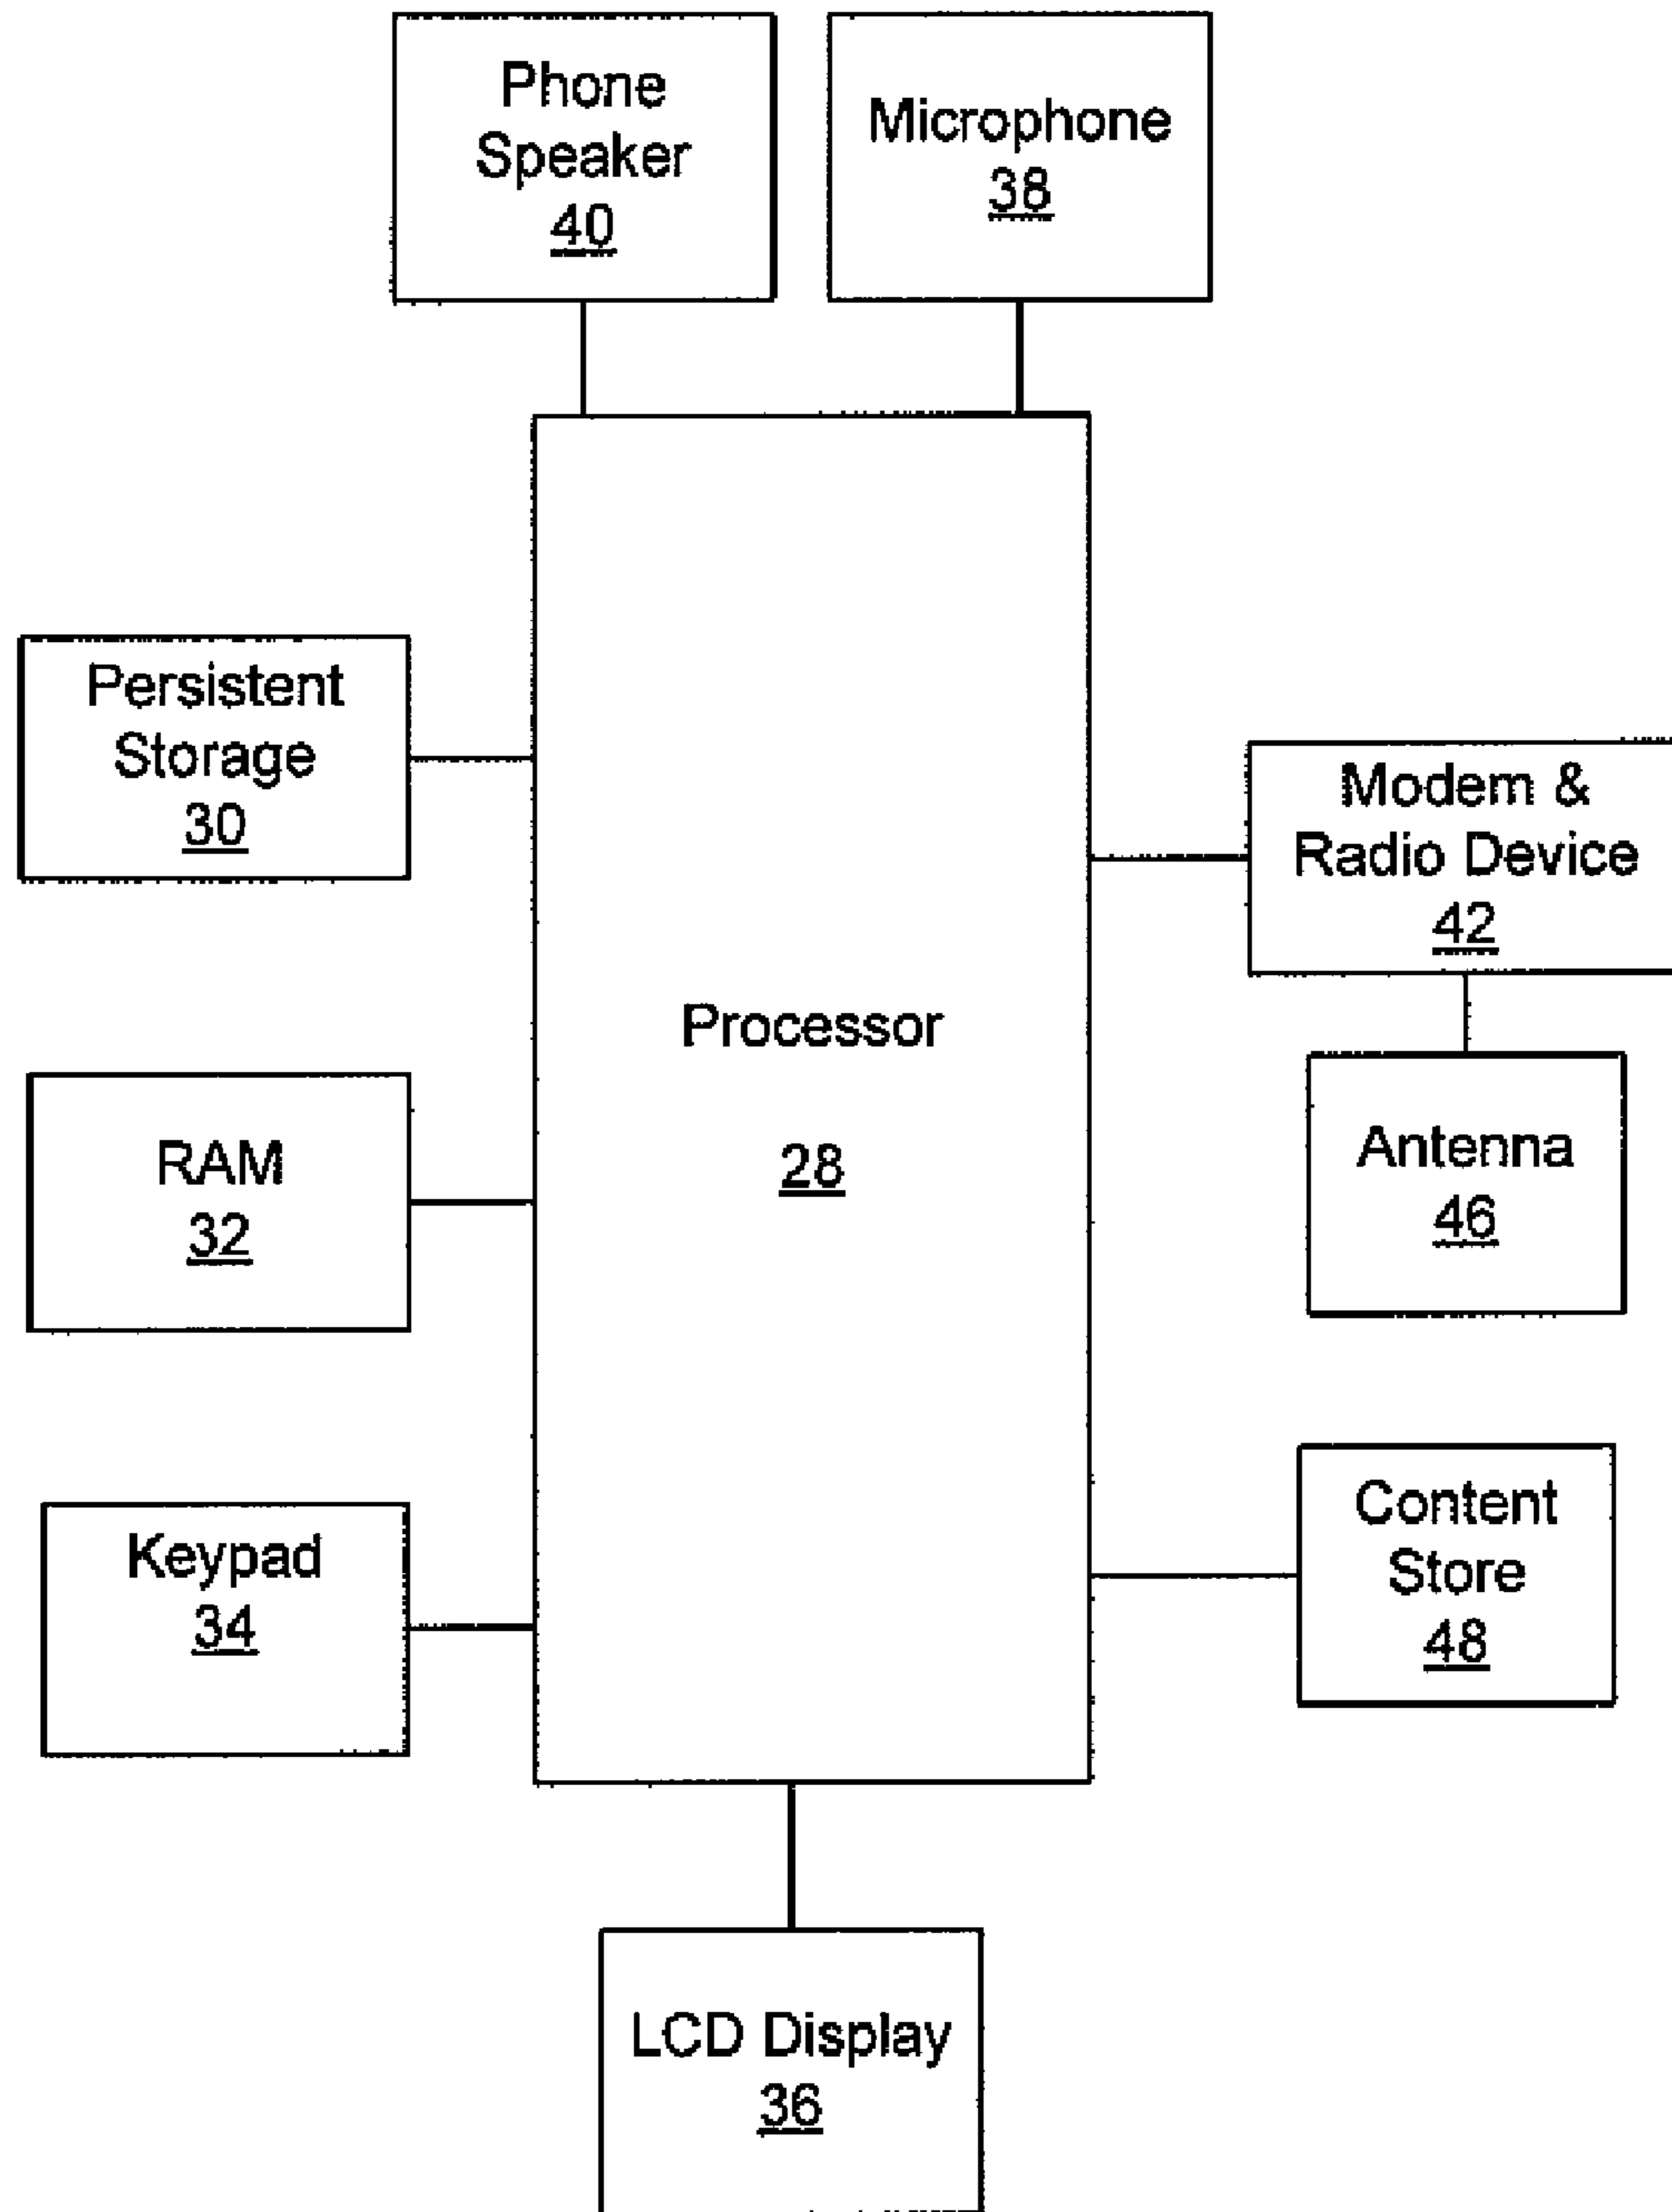 Phone
Speaker
40
Microphone
38
Persistent
Storage
30
Modem &
Radio Device
42
Processor
28
RAM
32
Antenna
46
Keypad
34
Content
Store
48
LCD Display
36